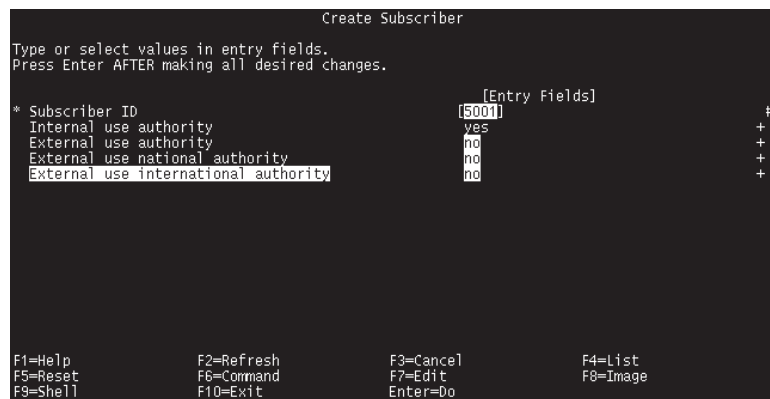 Create Subscriber
Type or select values in entry fields.
Press Enter AFTER making all desired changes.
[Entry Fields]
* Subscriber ID [5001] #
Internal use authority yes +
External use authority no +
External use national authority no +
External use international authority no +
F1=Help F2=Refresh F3=Cancel F4=List
F5=Reset F6=Command F7=Edit F8=Image
F9=Shell F10=Exit Enter=Do